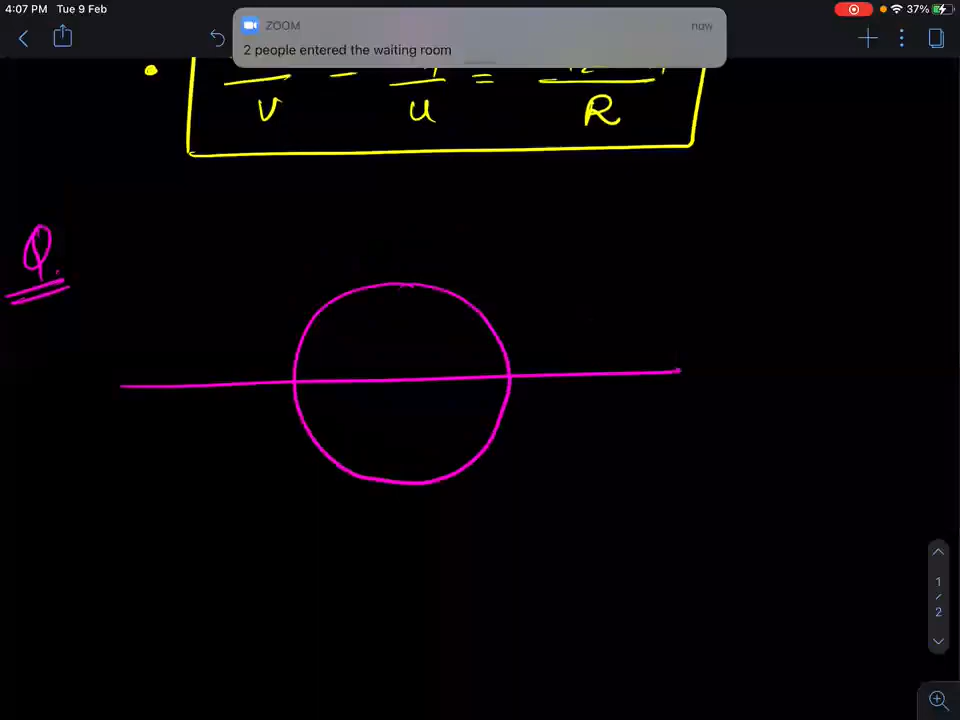 4:07 PM Tue 9 Feb
37%
ZOOM
now
2 people entered the waiting room
— - — = —
v u R
Q.
1
/
2